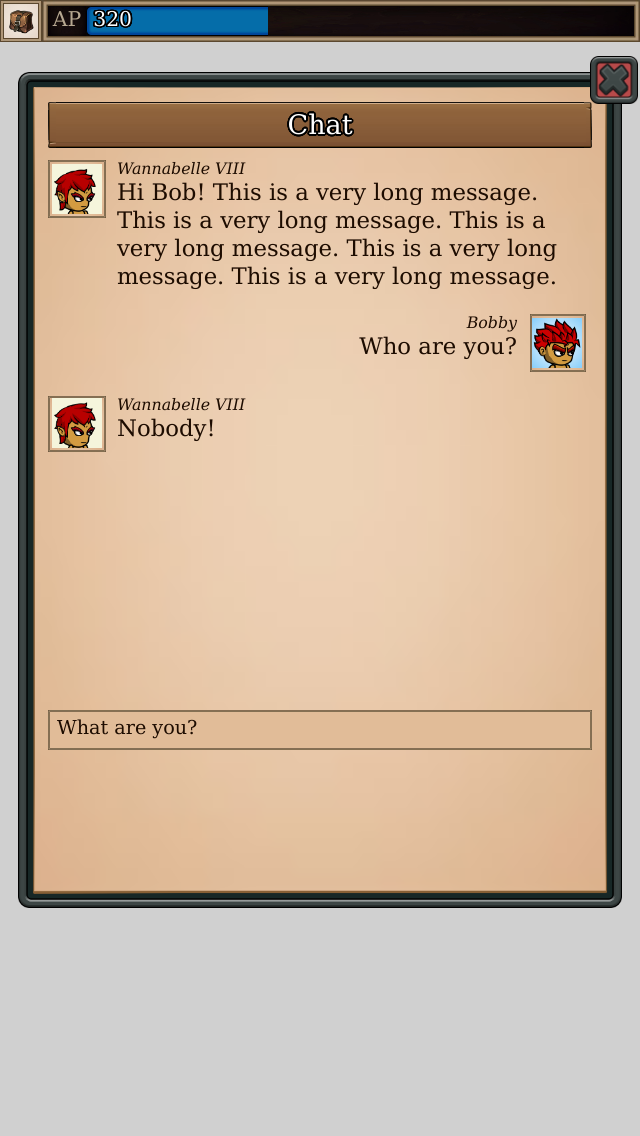 AP 320
Chat
Wannabelle VIII
Hi Bob! This is a very long message.
This is a very long message. This is a
very long message. This is a very long
message. This is a very long message.
Bobby
Who are you?
Wannabelle VIII
Nobody!
What are you?